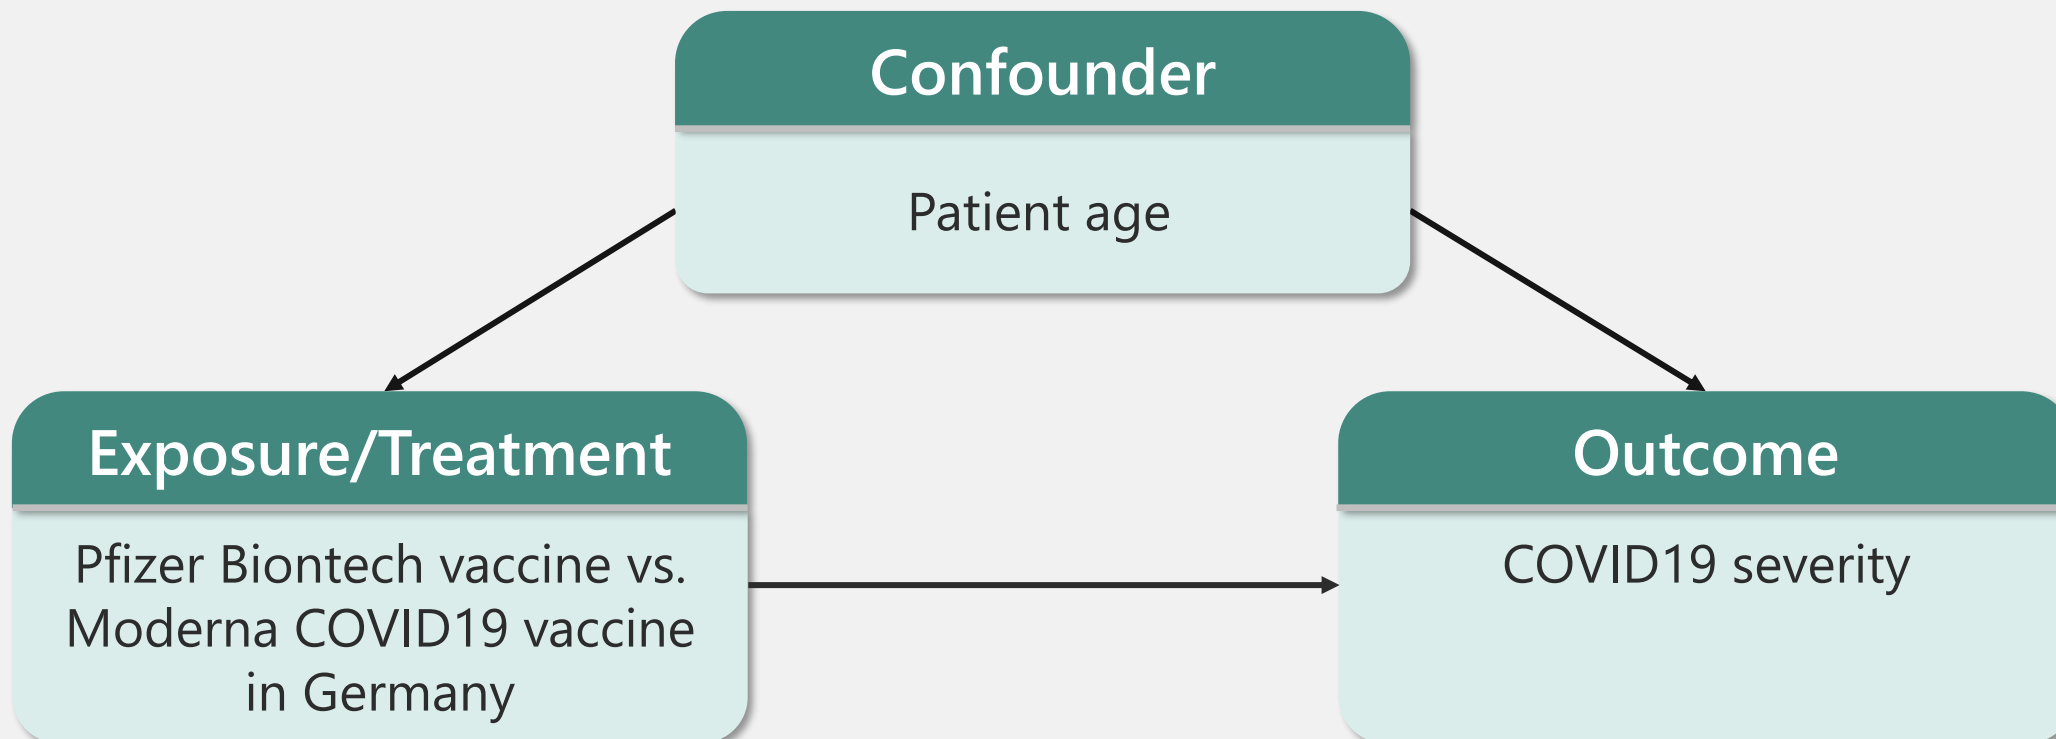 Confounder
Patient age
Exposure/Treatment
Pfizer Biontech vaccine vs.
Moderna COVID19 vaccine
in Germany
Outcome
COVID19 severity